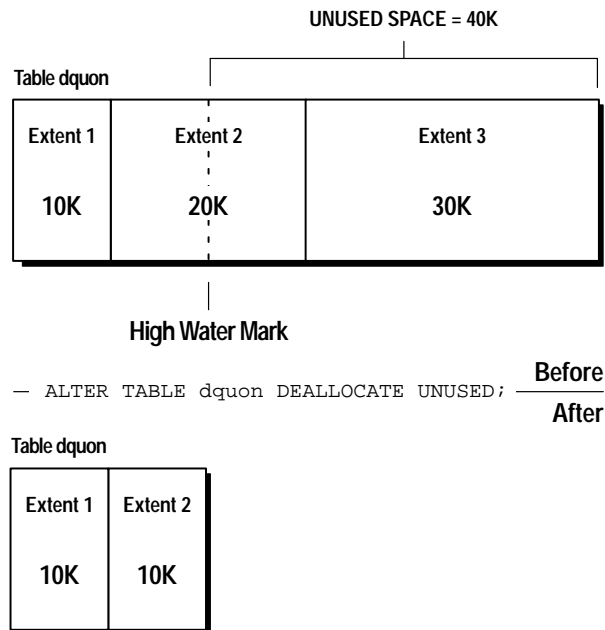 UNUSED SPACE = 40K
Table dquon
Extent 1 Extent 2 Extent 3
10K 20K 30K
High Water Mark
Before
ALTER TABLE dquon DEALLOCATE UNUSED;
After
Table dquon
Extent 1 Extent 2
10K 10K